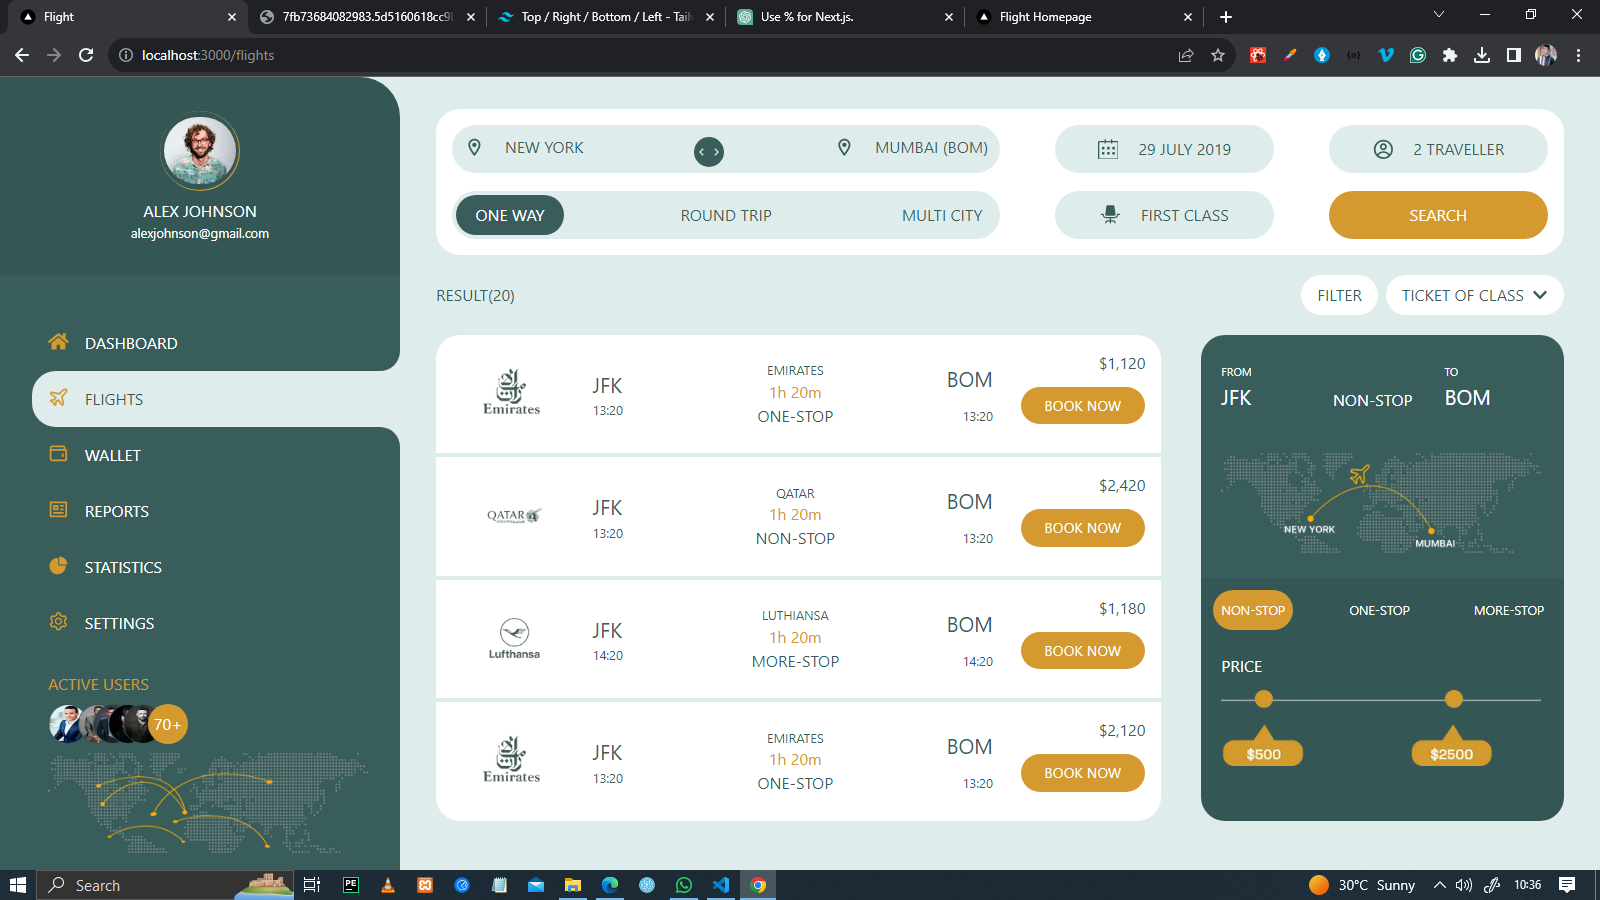 Flight
7fb73684082983.5d5160618cc9
Top / Right / Bottom / Left - Tail
Use % for Next.js.
Flight Homepage
localhost:3000/flights
ALEX JOHNSON
alexjohnson@gmail.com
DASHBOARD
FLIGHTS
WALLET
REPORTS
STATISTICS
SETTINGS
ACTIVE USERS
70+
NEW YORK
MUMBAI (BOM)
29 JULY 2019
2 TRAVELLER
ONE WAY
ROUND TRIP
MULTI CITY
FIRST CLASS
SEARCH
RESULT(20)
FILTER
TICKET OF CLASS
Emirates
JFK
13:20
EMIRATES
1h 20m
ONE-STOP
BOM
13:20
$1,120
BOOK NOW
QATAR
JFK
13:20
QATAR
1h 20m
NON-STOP
BOM
13:20
$2,420
BOOK NOW
Lufthansa
JFK
14:20
LUTHIANSA
1h 20m
MORE-STOP
BOM
14:20
$1,180
BOOK NOW
Emirates
JFK
13:20
EMIRATES
1h 20m
ONE-STOP
BOM
13:20
$2,120
BOOK NOW
FROM
JFK
NON-STOP
TO
BOM
NEW YORK
MUMBAI
NON-STOP
ONE-STOP
MORE-STOP
PRICE
$500
$2500
Search
PE
30°C Sunny
10:36